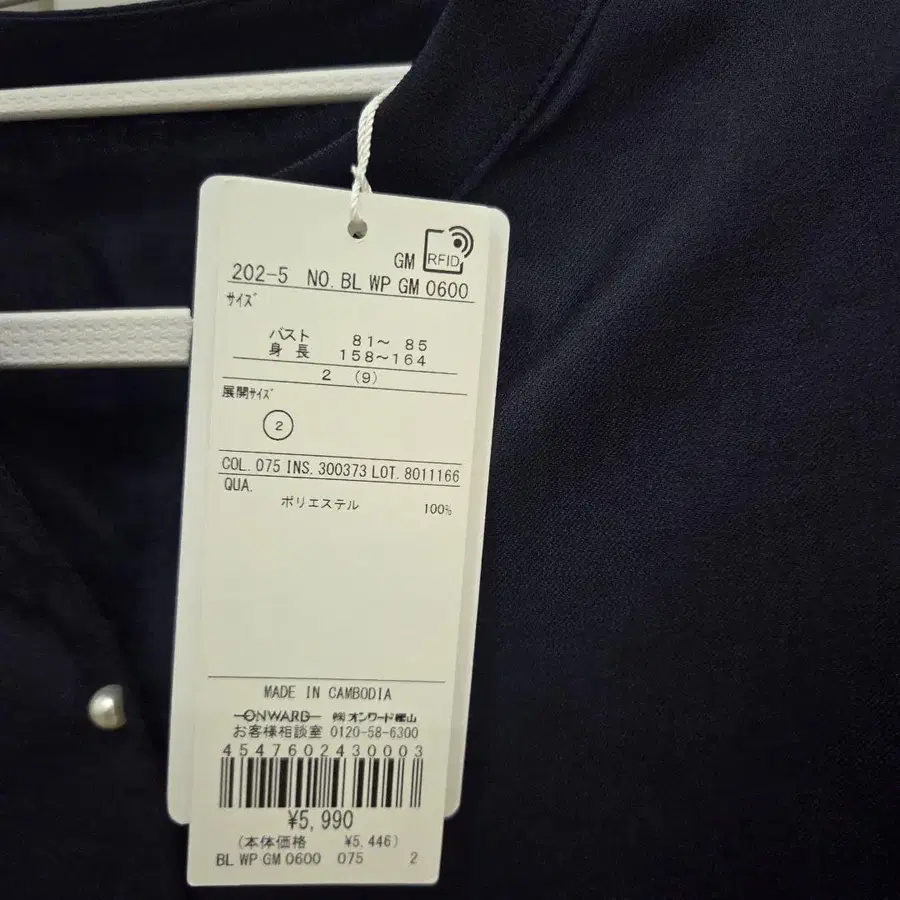 GM RFID
202-5 NO. BL WP GM 0600
サイズ
バスト 81～ 85
身長 158～164
2 (9)
展開サイズ
2
COL. 075 INS. 300373 LOT. 8011166
QUA.
ポリエステル 100%
MADE IN CAMBODIA
ONWARD ㈱オンワード樫山
お客様相談室 0120-58-6300
4547602430003
¥5,990
(本体価格 ¥5,446)
BL WP GM 0600 075 2